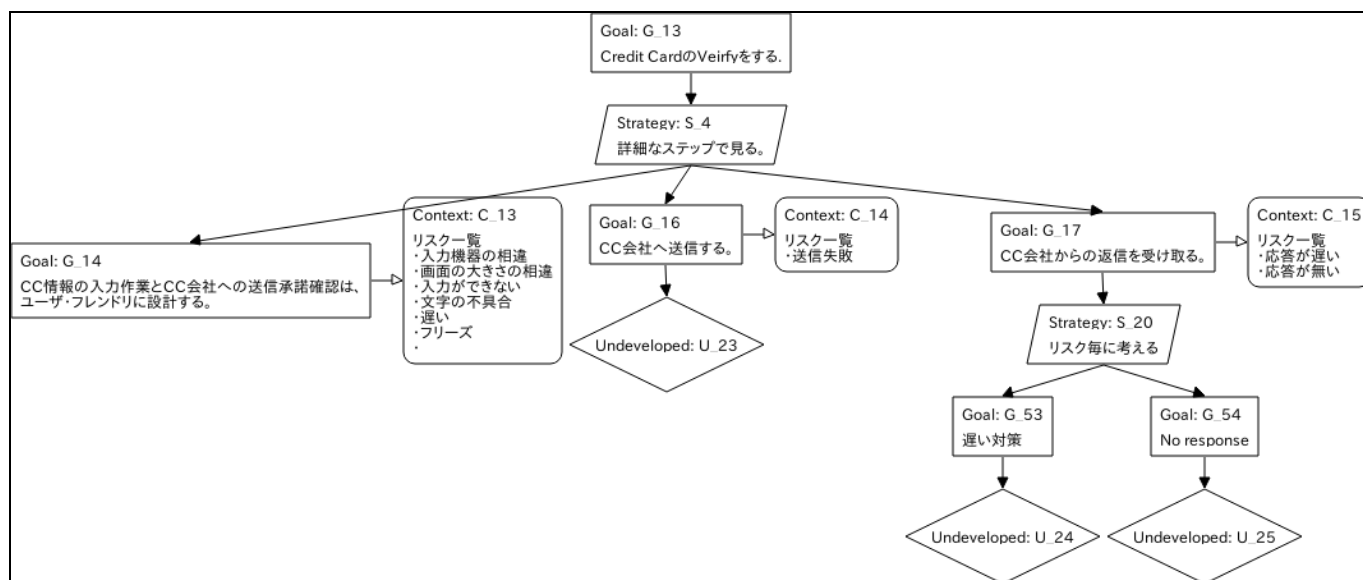 Goal: G_13
Credit CardのVeirfyをする.
Strategy: S_4
詳細なステップで見る。
Goal: G_14
CC情報の入力作業とCC会社への送信承諾確認は、
ユーザ・フレンドリに設計する。
Context: C_13
リスク一覧
・入力機器の相違
・画面の大きさの相違
・入力ができない
・文字の不具合
・遅い
・フリーズ
・
Goal: G_16
CC会社へ送信する。
Context: C_14
リスク一覧
・送信失敗
Undeveloped: U_23
Goal: G_17
CC会社からの返信を受け取る。
Context: C_15
リスク一覧
・応答が遅い
・応答が無い
Strategy: S_20
リスク毎に考える
Goal: G_53
遅い対策
Goal: G_54
No response
Undeveloped: U_24
Undeveloped: U_25